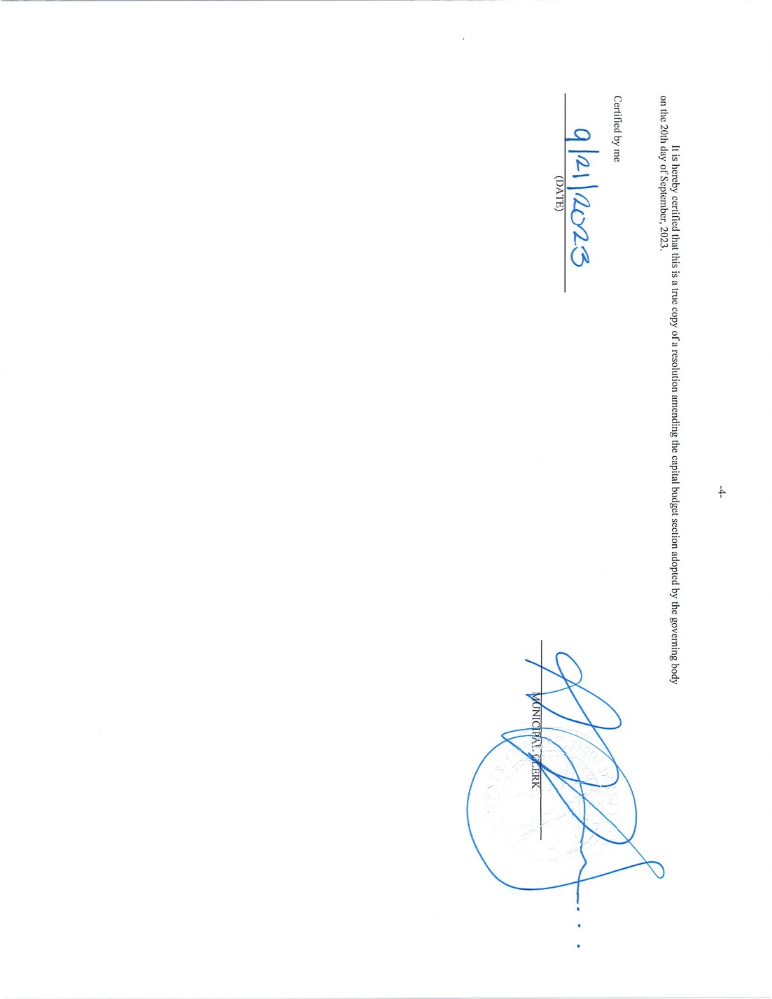 -4-
It is hereby certified that this is a true copy of a resolution amending the capital budget section adopted by the governing body
on the 20th day of September, 2023.
Certified by me
9/21/2023
(DATE)
MUNICIPAL CLERK